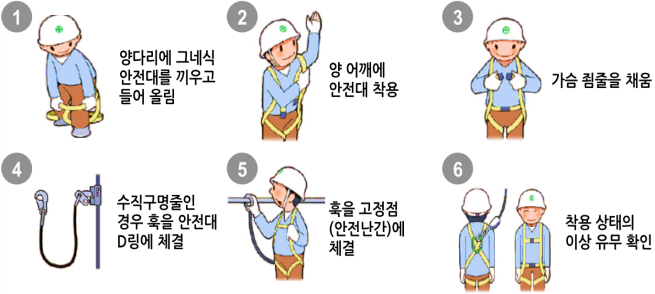 1
양다리에 그네식
안전대를 끼우고
들어 올림
2
양 어깨에
안전대 착용
3
가슴 죔줄을 채움
4
수직구명줄인
경우 훅을 안전대
D링에 체결
5
훅을 고정점
(안전난간)에
체결
6
착용 상태의
이상 유무 확인